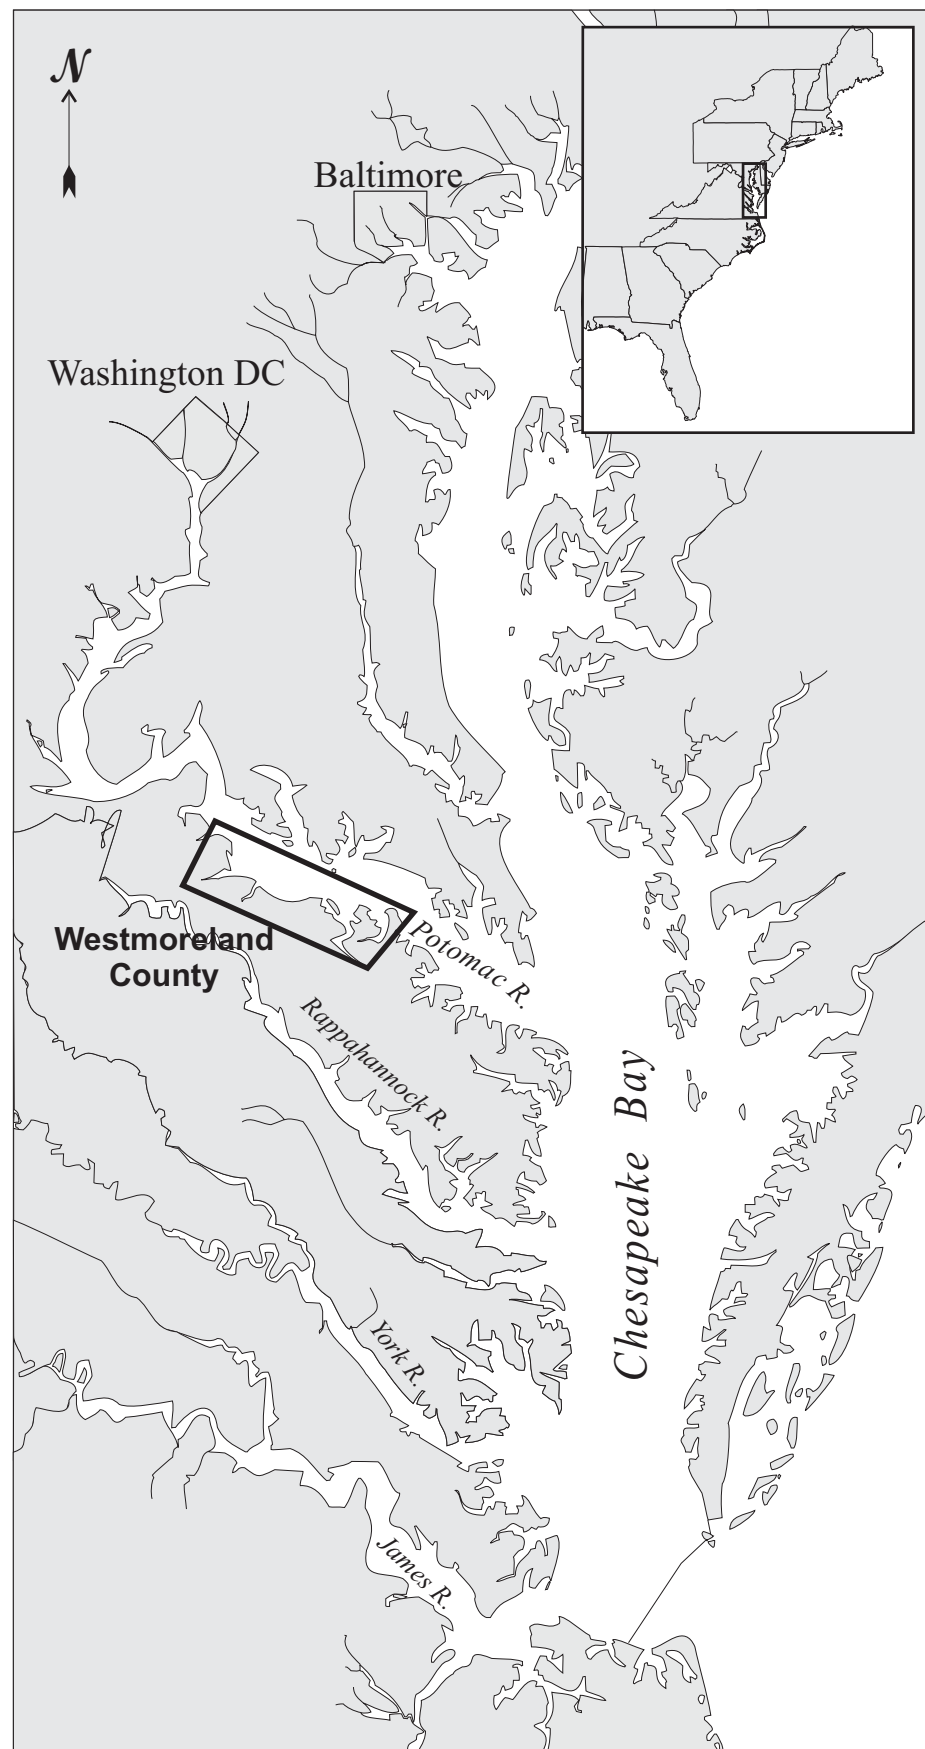 N
Baltimore
Washington DC
Westmoreland
County
Potomac R.
Rappahannock R.
Chesapeake Bay
York R.
James R.